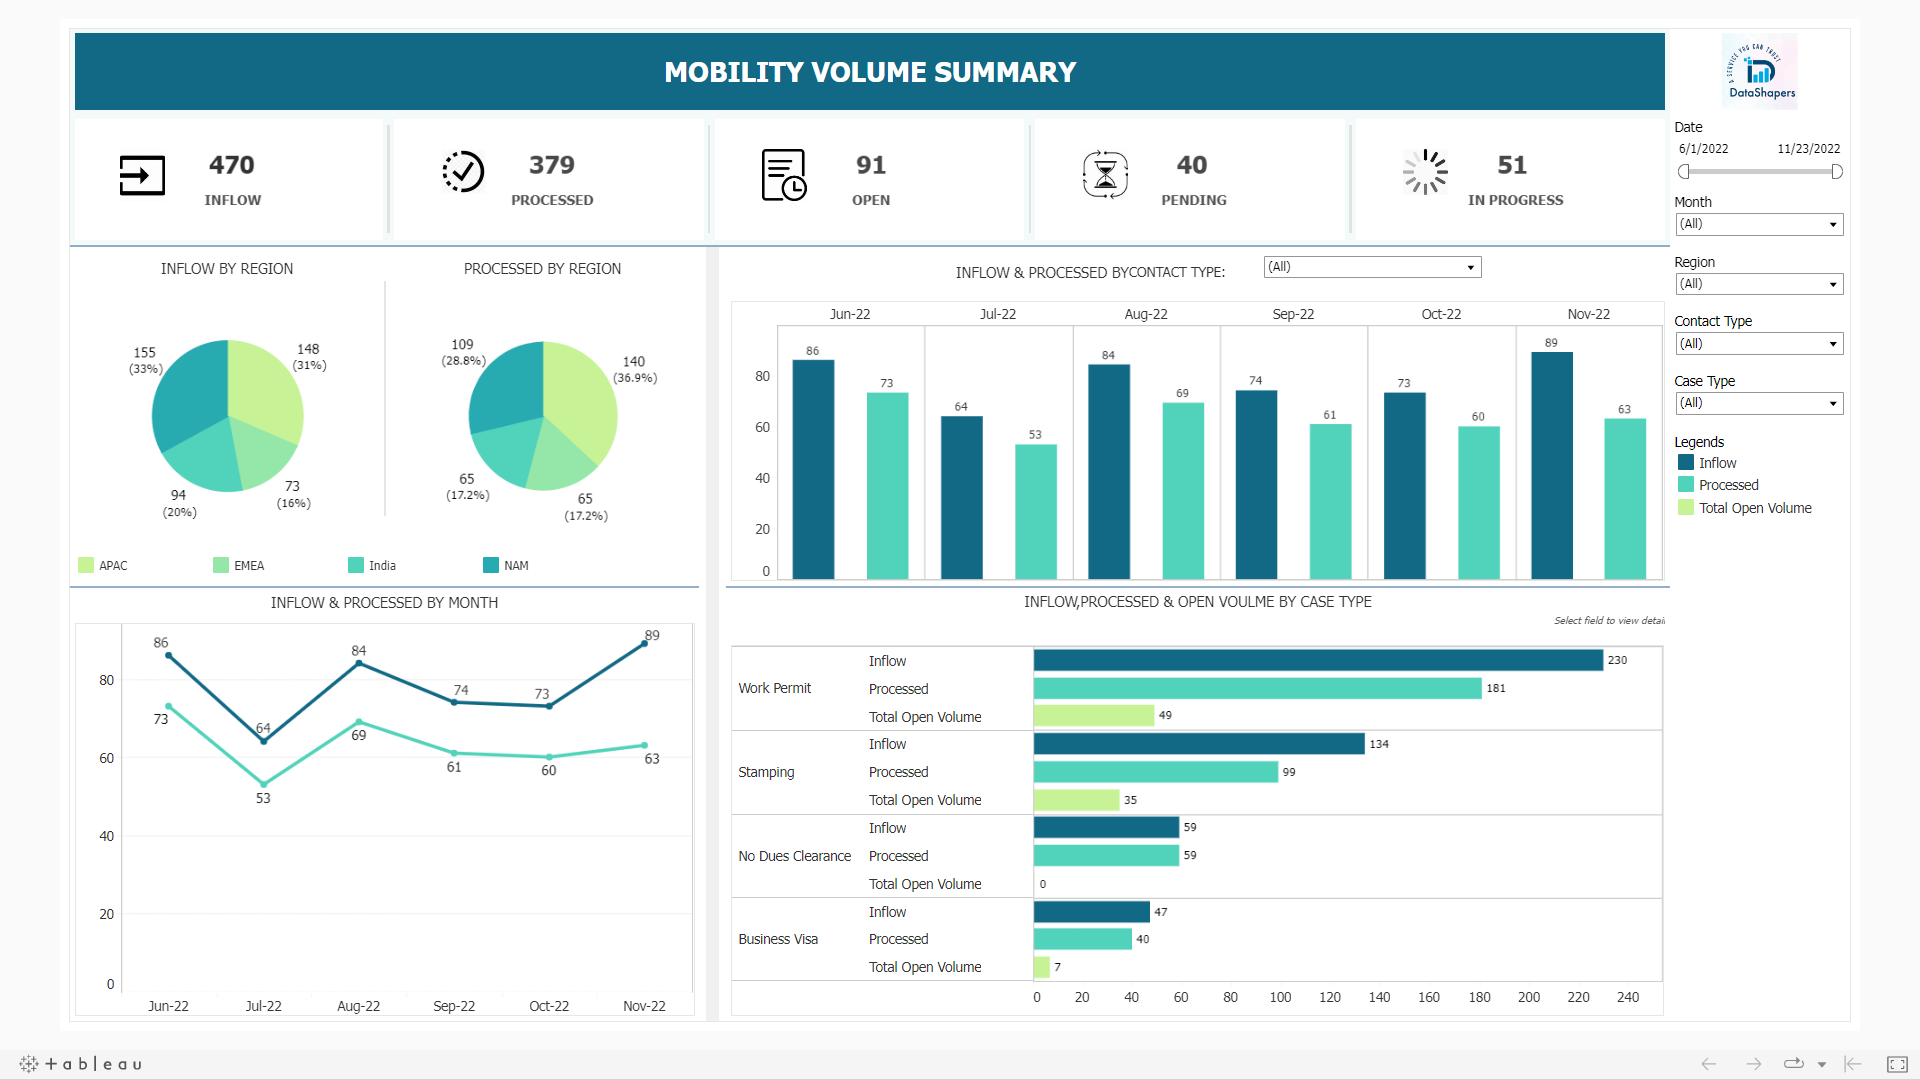 MOBILITY VOLUME SUMMARY
A SERVICE YOU CAN TRUST
DataShapers
470
INFLOW
379
PROCESSED
91
OPEN
40
PENDING
51
IN PROGRESS
Date
6/1/2022 11/23/2022
Month
(All)
Region
(All)
Contact Type
(All)
Case Type
(All)
Legends
Inflow
Processed
Total Open Volume
INFLOW BY REGION
155
(33%)
148
(31%)
94
(20%)
73
(16%)
PROCESSED BY REGION
109
(28.8%)
140
(36.9%)
65
(17.2%)
65
(17.2%)
APAC EMEA India NAM
INFLOW & PROCESSED BYCONTACT TYPE: (All)
Jun-22 Jul-22 Aug-22 Sep-22 Oct-22 Nov-22
86 73 64 53 84 69 74 61 73 60 89 63
80
60
40
20
0
INFLOW & PROCESSED BY MONTH
86 64 84 74 73 89
73 53 69 61 60 63
80
60
40
20
0
Jun-22 Jul-22 Aug-22 Sep-22 Oct-22 Nov-22
INFLOW,PROCESSED & OPEN VOULME BY CASE TYPE
Select field to view detail
Work Permit
Inflow 230
Processed 181
Total Open Volume 49
Stamping
Inflow 134
Processed 99
Total Open Volume 35
No Dues Clearance
Inflow 59
Processed 59
Total Open Volume 0
Business Visa
Inflow 47
Processed 40
Total Open Volume 7
0 20 40 60 80 100 120 140 160 180 200 220 240
+ableau